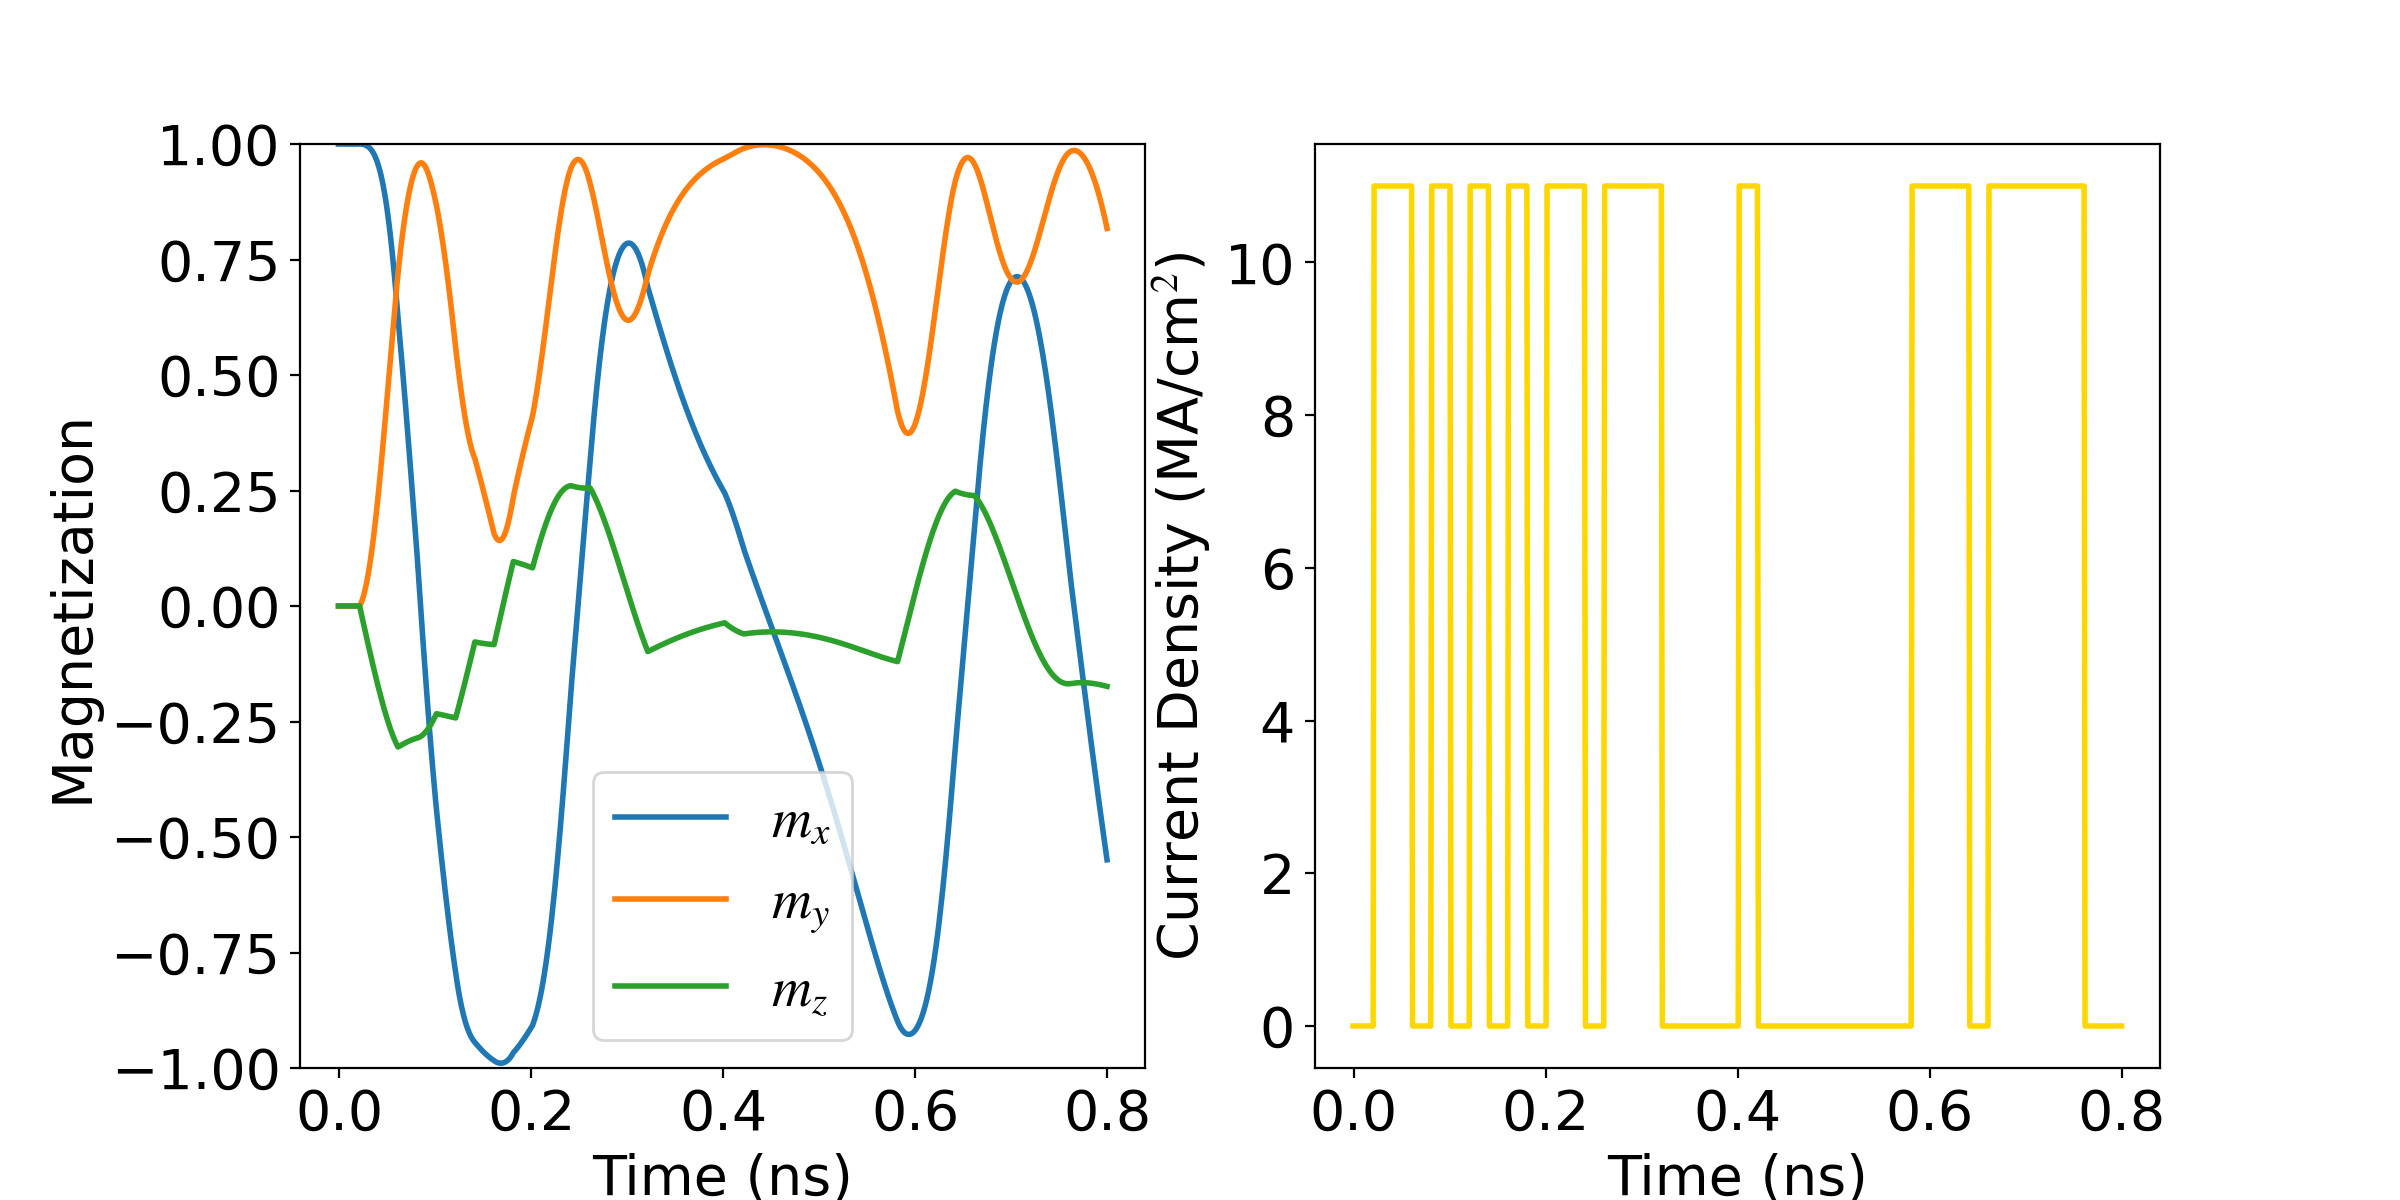 Magnetization
1.00
0.75
0.50
0.25
0.00
−0.25
−0.50
−0.75
−1.00
0.0 0.2 0.4 0.6 0.8
Time (ns)
m_x
m_y
m_z
Current Density (MA/cm²)
10
8
6
4
2
0
0.0 0.2 0.4 0.6 0.8
Time (ns)